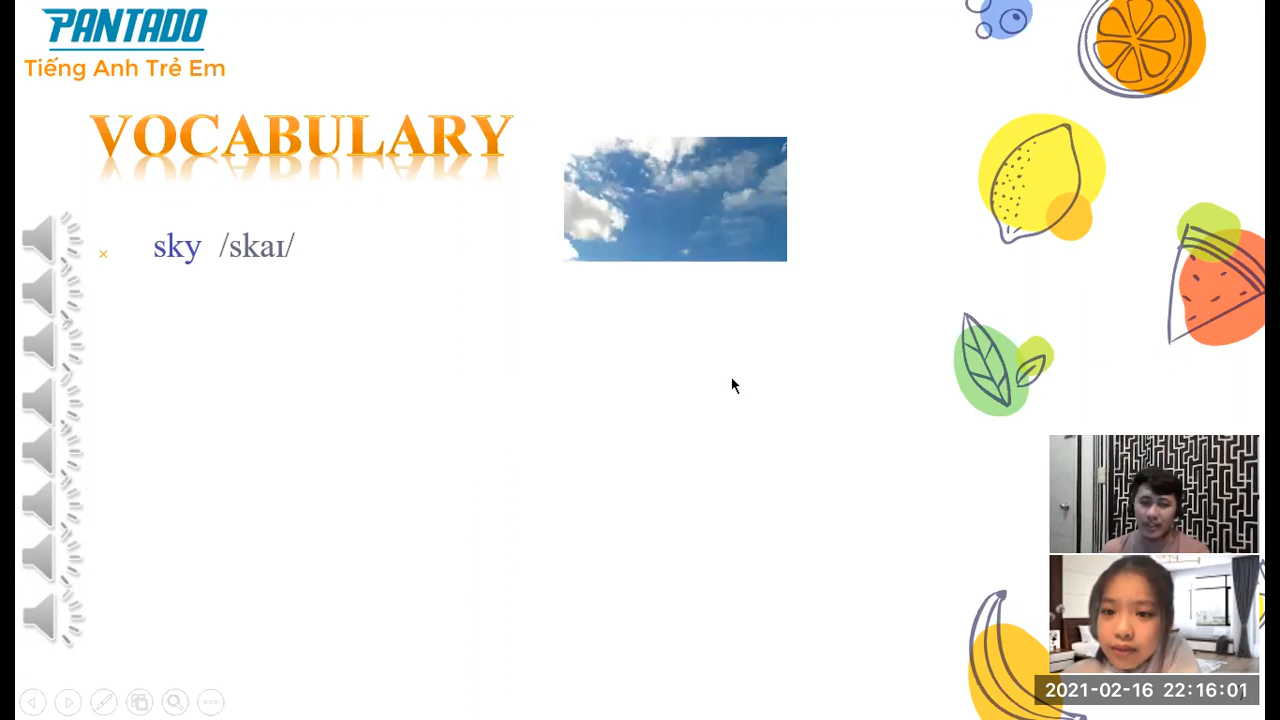 PANTADO
Tiếng Anh Trẻ Em
VOCABULARY
× sky /skaɪ/
2021-02-16 22:16:01